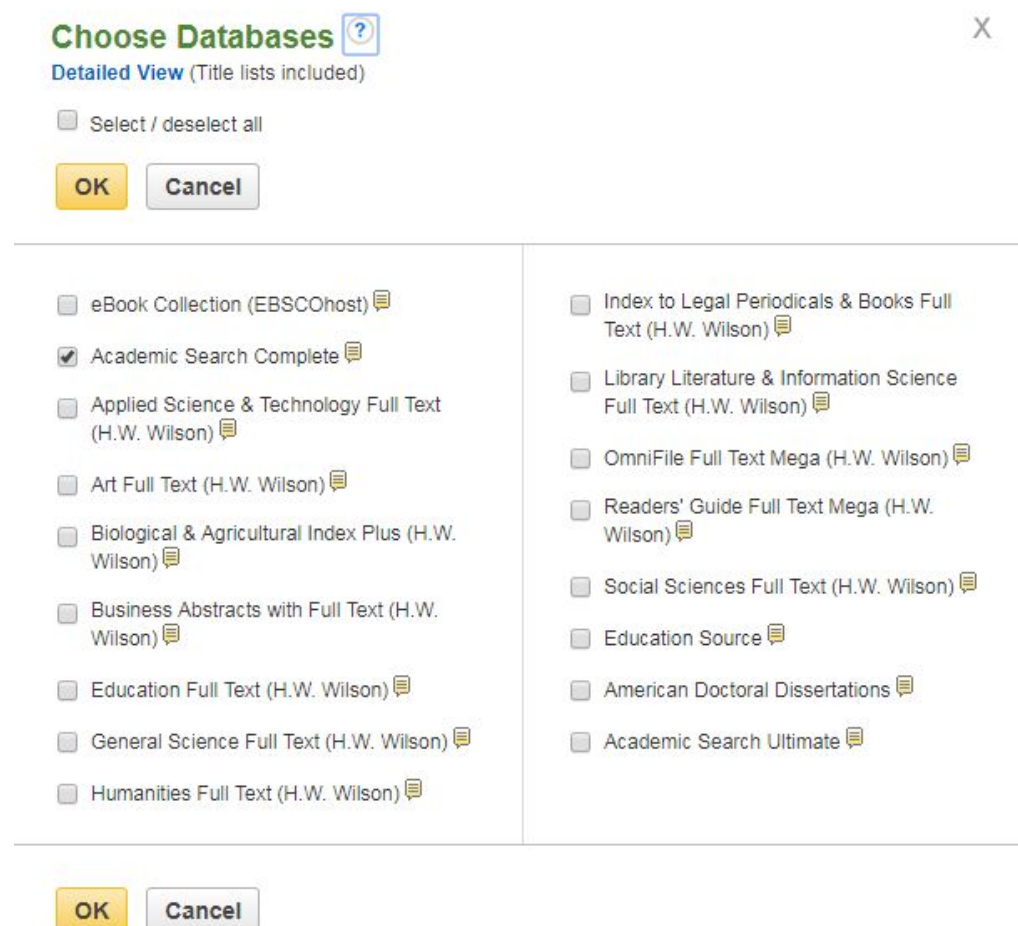 Choose Databases ?
X
Detailed View (Title lists included)
Select / deselect all
OK
Cancel
eBook Collection (EBSCOhost)
Academic Search Complete
Applied Science & Technology Full Text
(H.W. Wilson)
Art Full Text (H.W. Wilson)
Biological & Agricultural Index Plus (H.W.
Wilson)
Business Abstracts with Full Text (H.W.
Wilson)
Education Full Text (H.W. Wilson)
General Science Full Text (H.W. Wilson)
Humanities Full Text (H.W. Wilson)
Index to Legal Periodicals & Books Full
Text (H.W. Wilson)
Library Literature & Information Science
Full Text (H.W. Wilson)
OmniFile Full Text Mega (H.W. Wilson)
Readers' Guide Full Text Mega (H.W.
Wilson)
Social Sciences Full Text (H.W. Wilson)
Education Source
American Doctoral Dissertations
Academic Search Ultimate
OK
Cancel